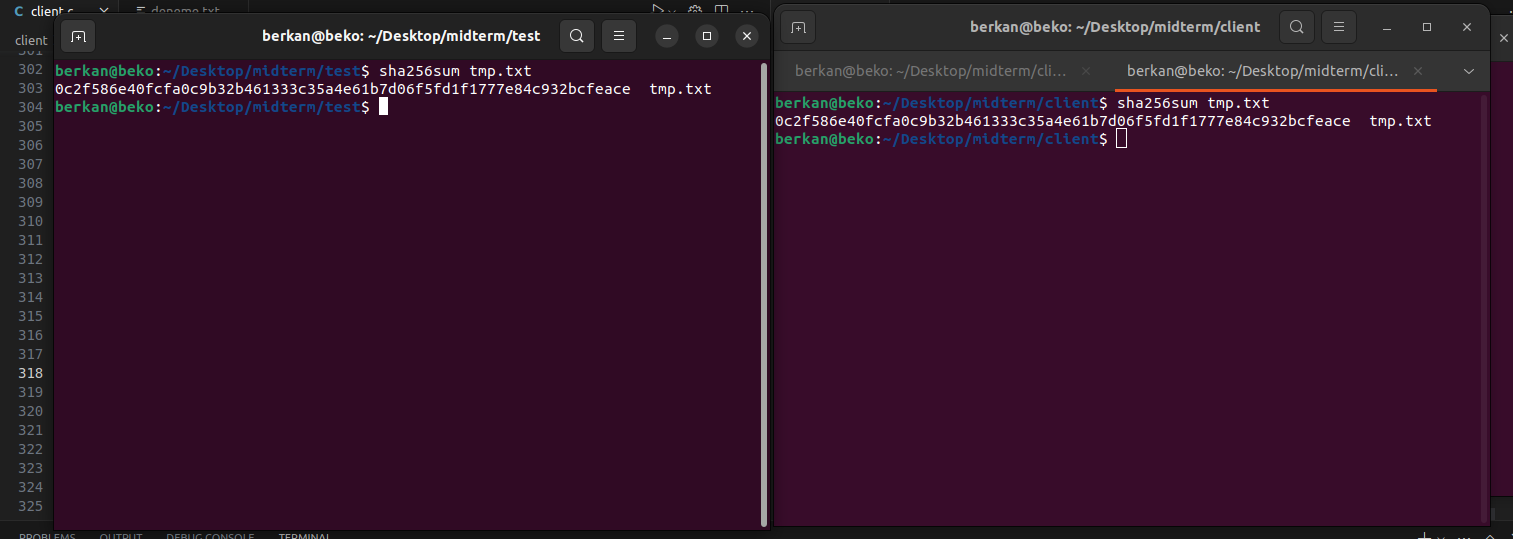 client.c
deneme.txt
client
berkan@beko: ~/Desktop/midterm/test
berkan@beko:~/Desktop/midterm/test$ sha256sum tmp.txt
0c2f586e40fcfa0c9b32b461333c35a4e61b7d06f5fd1f1777e84c932bcfeace  tmp.txt
berkan@beko:~/Desktop/midterm/test$
berkan@beko: ~/Desktop/midterm/client
berkan@beko: ~/Desktop/midterm/cli...
berkan@beko: ~/Desktop/midterm/cli...
berkan@beko:~/Desktop/midterm/client$ sha256sum tmp.txt
0c2f586e40fcfa0c9b32b461333c35a4e61b7d06f5fd1f1777e84c932bcfeace  tmp.txt
berkan@beko:~/Desktop/midterm/client$
301
302
303
304
305
306
307
308
309
310
311
312
313
314
315
316
317
318
319
320
321
322
323
324
325
PROBLEMS OUTPUT DEBUG CONSOLE TERMINAL